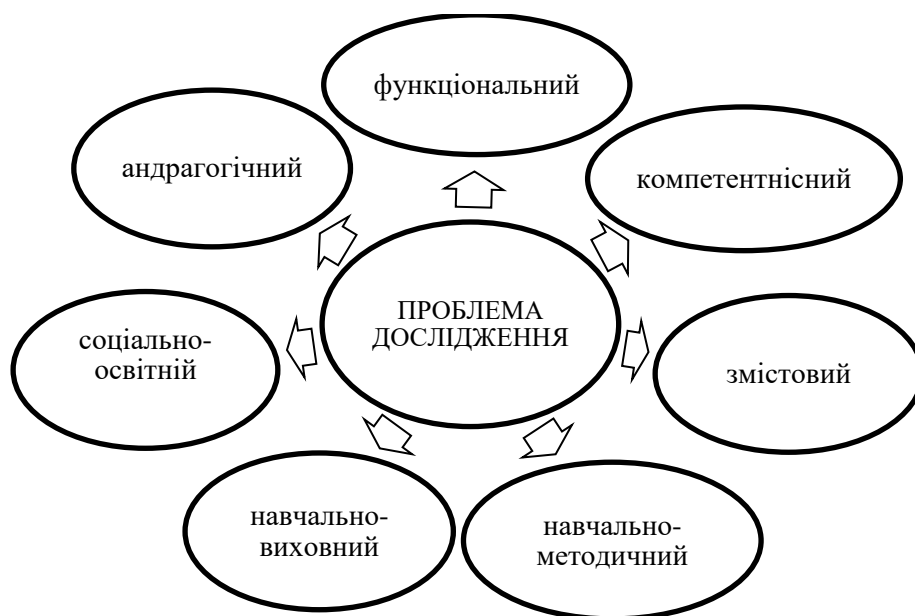 функціональний
андрагогічний
компетентнісний
ПРОБЛЕМА
ДОСЛІДЖЕННЯ
соціально-
освітній
змістовий
навчально-
виховний
навчально-
методичний